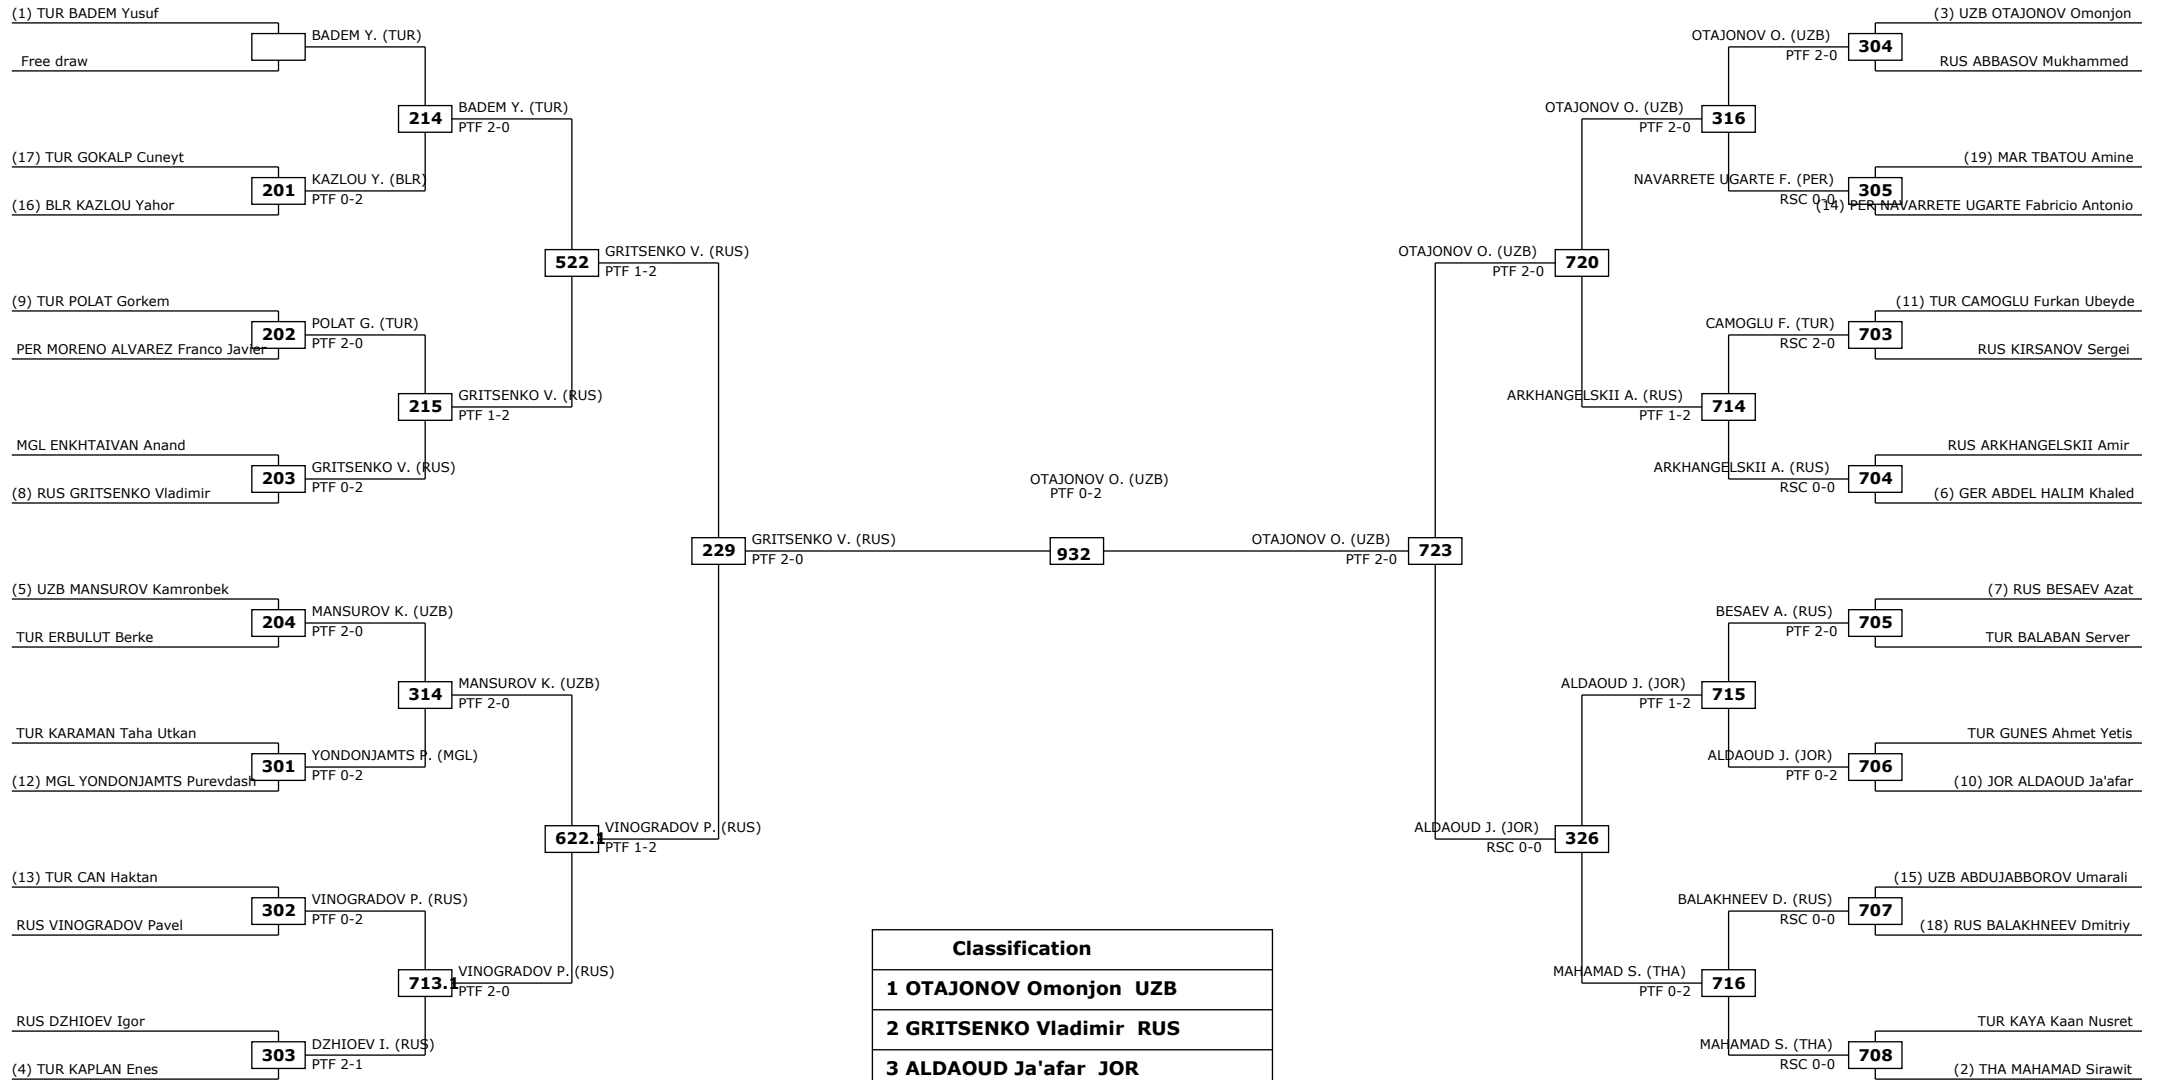 (1) TUR BADEM Yusuf
BADEM Y. (TUR)
Free draw
214
BADEM Y. (TUR)
PTF 2-0
(17) TUR GOKALP Cuneyt
201
KAZLOU Y. (BLR)
PTF 0-2
(16) BLR KAZLOU Yahor
522
GRITSENKO V. (RUS)
PTF 1-2
(9) TUR POLAT Gorkem
202
POLAT G. (TUR)
PTF 2-0
PER MORENO ALVAREZ Franco Javier
215
GRITSENKO V. (RUS)
PTF 1-2
MGL ENKHTAIVAN Anand
203
GRITSENKO V. (RUS)
PTF 0-2
(8) RUS GRITSENKO Vladimir
229
GRITSENKO V. (RUS)
PTF 2-0
(5) UZB MANSUROV Kamronbek
204
MANSUROV K. (UZB)
PTF 2-0
TUR ERBULUT Berke
314
MANSUROV K. (UZB)
PTF 2-0
TUR KARAMAN Taha Utkan
301
YONDONJAMTS P. (MGL)
PTF 0-2
(12) MGL YONDONJAMTS Purevdash
622.1
VINOGRADOV P. (RUS)
PTF 1-2
(13) TUR CAN Haktan
302
VINOGRADOV P. (RUS)
PTF 0-2
RUS VINOGRADOV Pavel
713.1
VINOGRADOV P. (RUS)
PTF 2-0
RUS DZHIOEV Igor
303
DZHIOEV I. (RUS)
PTF 2-1
(4) TUR KAPLAN Enes
OTAJONOV O. (UZB)
PTF 0-2
932
(3) UZB OTAJONOV Omonjon
OTAJONOV O. (UZB)
304
PTF 2-0
RUS ABBASOV Mukhammed
OTAJONOV O. (UZB)
316
PTF 2-0
(19) MAR TBATOU Amine
NAVARRETE UGARTE F. (PER)
305
RSC 0-0
(14) PER NAVARRETE UGARTE Fabricio Antonio
OTAJONOV O. (UZB)
720
PTF 2-0
(11) TUR CAMOGLU Furkan Ubeyde
CAMOGLU F. (TUR)
703
RSC 2-0
RUS KIRSANOV Sergei
ARKHANGELSKII A. (RUS)
714
PTF 1-2
RUS ARKHANGELSKII Amir
ARKHANGELSKII A. (RUS)
704
RSC 0-0
(6) GER ABDEL HALIM Khaled
OTAJONOV O. (UZB)
723
PTF 2-0
(7) RUS BESAEV Azat
BESAEV A. (RUS)
705
PTF 2-0
TUR BALABAN Server
ALDAOUD J. (JOR)
715
PTF 1-2
TUR GUNES Ahmet Yetis
ALDAOUD J. (JOR)
706
PTF 0-2
(10) JOR ALDAOUD Ja'afar
ALDAOUD J. (JOR)
326
RSC 0-0
(15) UZB ABDUJABBOROV Umarali
BALAKHNEEV D. (RUS)
707
RSC 0-0
(18) RUS BALAKHNEEV Dmitriy
MAHAMAD S. (THA)
716
PTF 0-2
TUR KAYA Kaan Nusret
MAHAMAD S. (THA)
708
RSC 0-0
(2) THA MAHAMAD Sirawit
Classification
1 OTAJONOV Omonjon UZB
2 GRITSENKO Vladimir RUS
3 ALDAOUD Ja'afar JOR